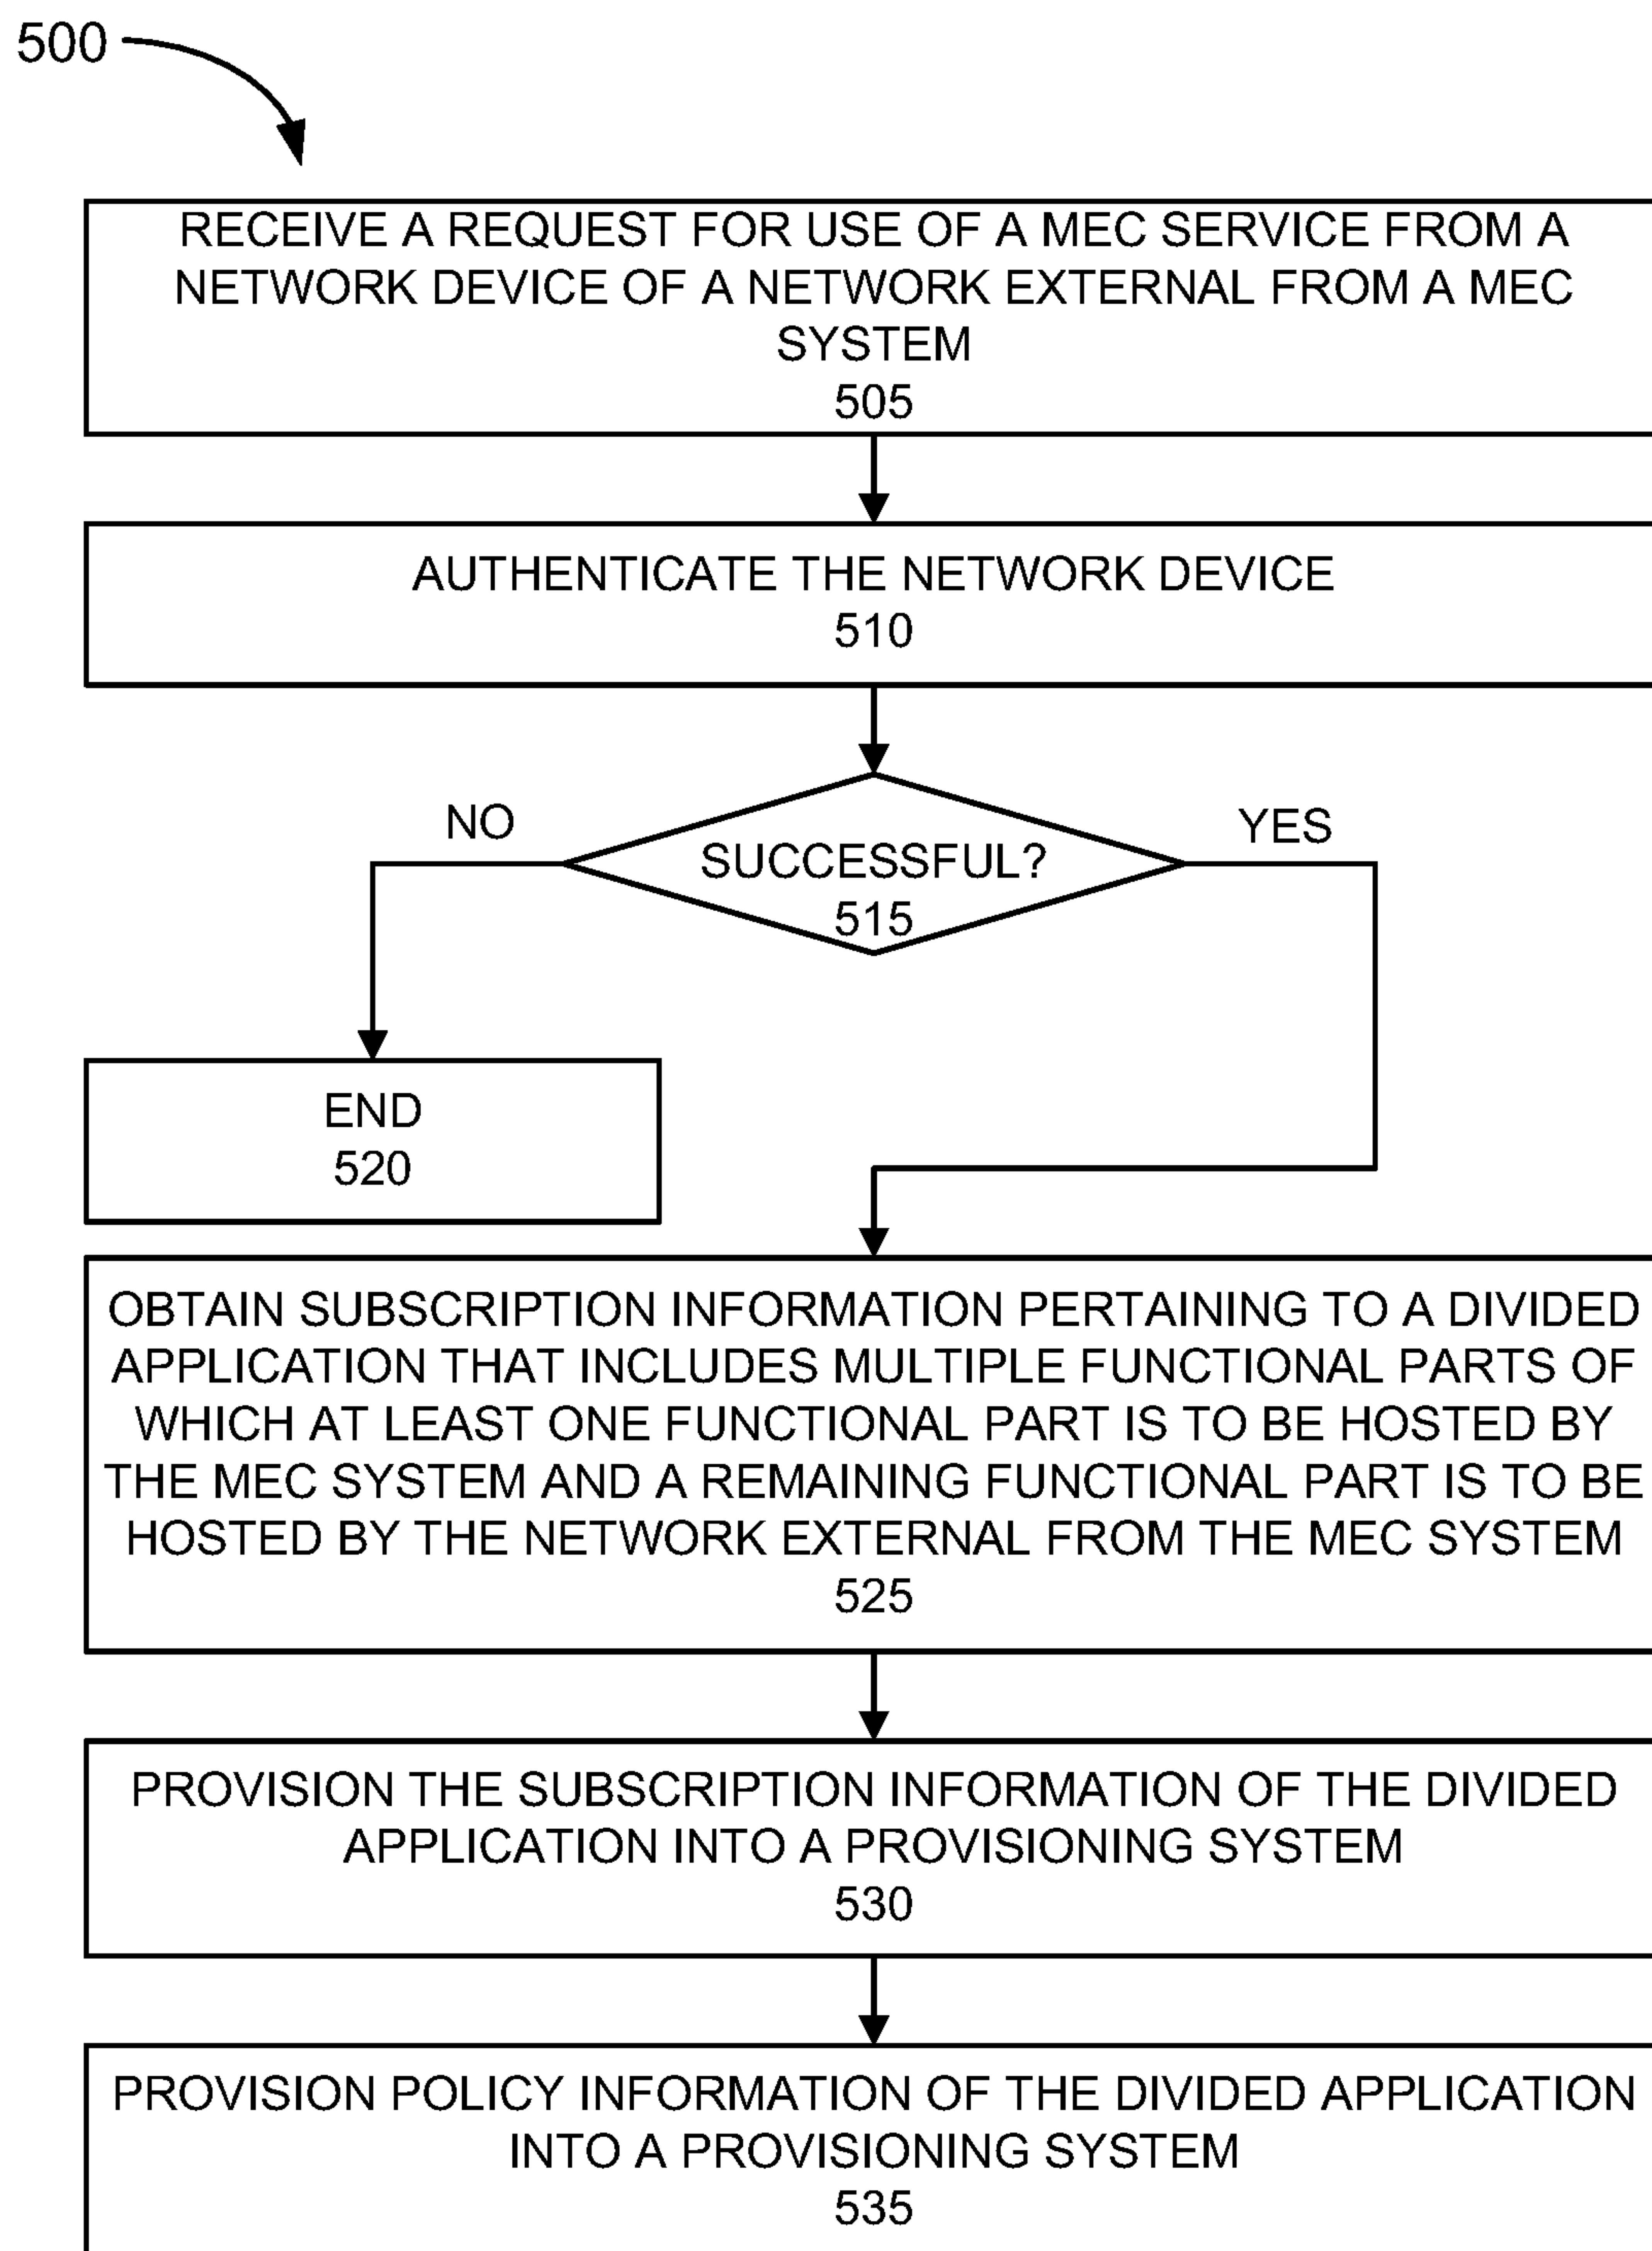 500
RECEIVE A REQUEST FOR USE OF A MEC SERVICE FROM A
NETWORK DEVICE OF A NETWORK EXTERNAL FROM A MEC
SYSTEM
505
AUTHENTICATE THE NETWORK DEVICE
510
NO
YES
SUCCESSFUL?
515
END
520
OBTAIN SUBSCRIPTION INFORMATION PERTAINING TO A DIVIDED
APPLICATION THAT INCLUDES MULTIPLE FUNCTIONAL PARTS OF
WHICH AT LEAST ONE FUNCTIONAL PART IS TO BE HOSTED BY
THE MEC SYSTEM AND A REMAINING FUNCTIONAL PART IS TO BE
HOSTED BY THE NETWORK EXTERNAL FROM THE MEC SYSTEM
525
PROVISION THE SUBSCRIPTION INFORMATION OF THE DIVIDED
APPLICATION INTO A PROVISIONING SYSTEM
530
PROVISION POLICY INFORMATION OF THE DIVIDED APPLICATION
INTO A PROVISIONING SYSTEM
535